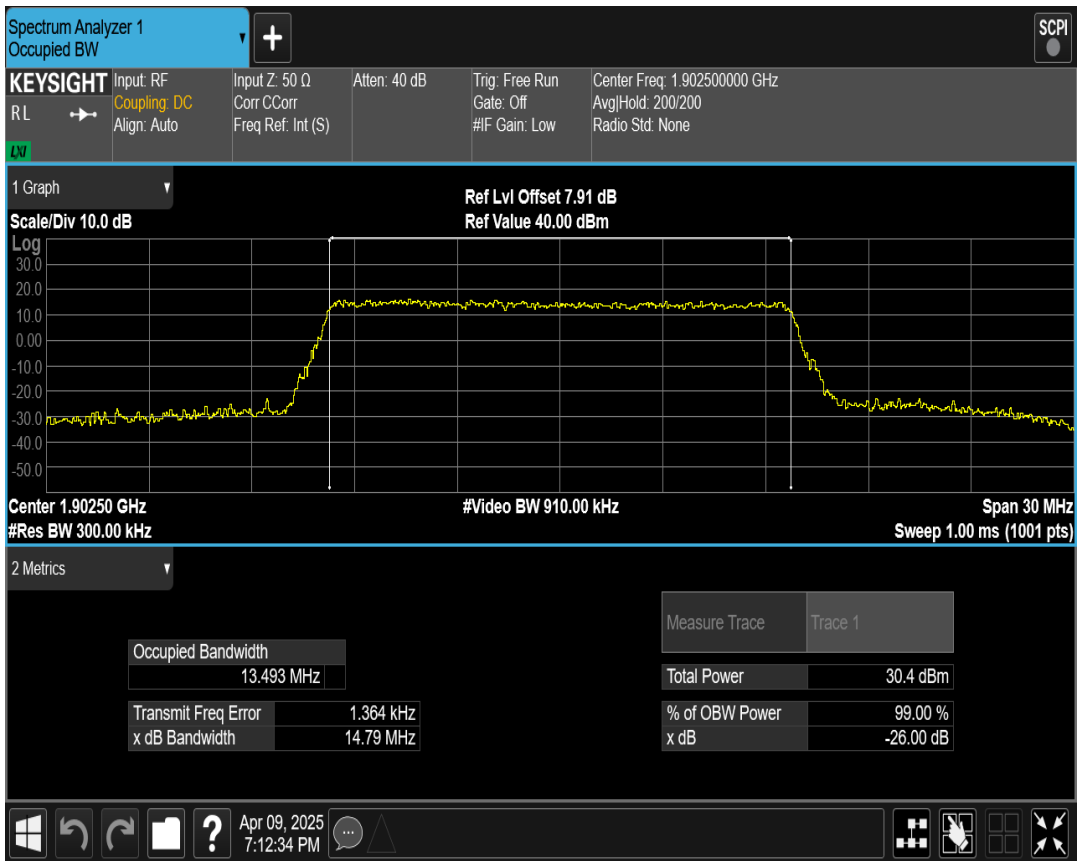 Spectrum Analyzer 1
Occupied BW
+
SCPI
KEYSIGHT
RL
LXI
Input: RF
Coupling: DC
Align: Auto
Input Z: 50 Ω
Corr CCorr
Freq Ref: Int (S)
Atten: 40 dB
Trig: Free Run
Gate: Off
#IF Gain: Low
Center Freq: 1.902500000 GHz
Avg|Hold: 200/200
Radio Std: None
1 Graph
Scale/Div 10.0 dB
Ref Lvl Offset 7.91 dB
Ref Value 40.00 dBm
Log
30.0
20.0
10.0
0.00
-10.0
-20.0
-30.0
-40.0
-50.0
Center 1.90250 GHz
#Video BW 910.00 kHz
Span 30 MHz
#Res BW 300.00 kHz
Sweep 1.00 ms (1001 pts)
2 Metrics
Measure Trace Trace 1
Occupied Bandwidth
13.493 MHz
Total Power 30.4 dBm
Transmit Freq Error 1.364 kHz
% of OBW Power 99.00 %
x dB Bandwidth 14.79 MHz
x dB -26.00 dB
?
Apr 09, 2025
7:12:34 PM